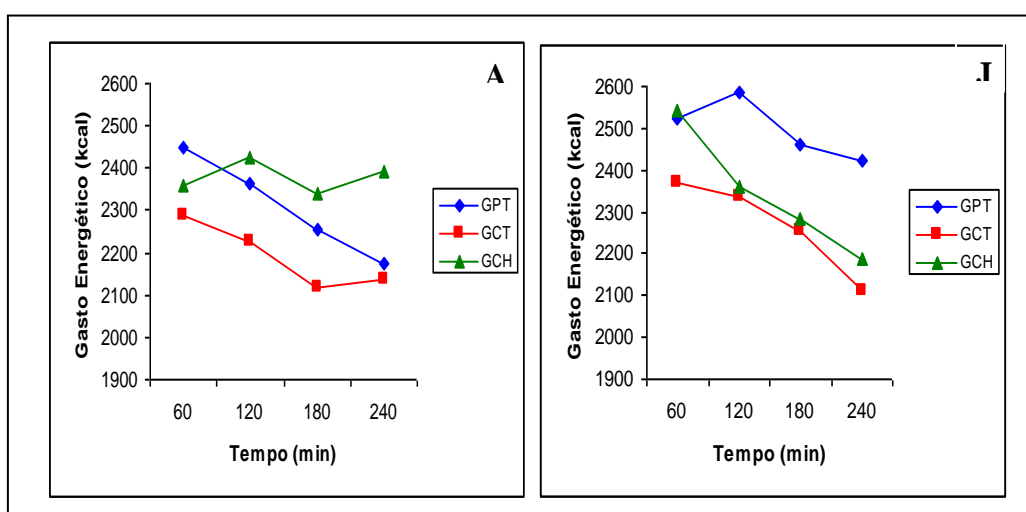 A
Gasto Energético (kcal)
2600
2500
2400
2300
2200
2100
2000
1900
60 120 180 240
Tempo (min)
GPT
GCT
GCH
J
Gasto Energético (kcal)
2600
2500
2400
2300
2200
2100
2000
1900
60 120 180 240
Tempo (min)
GPT
GCT
GCH